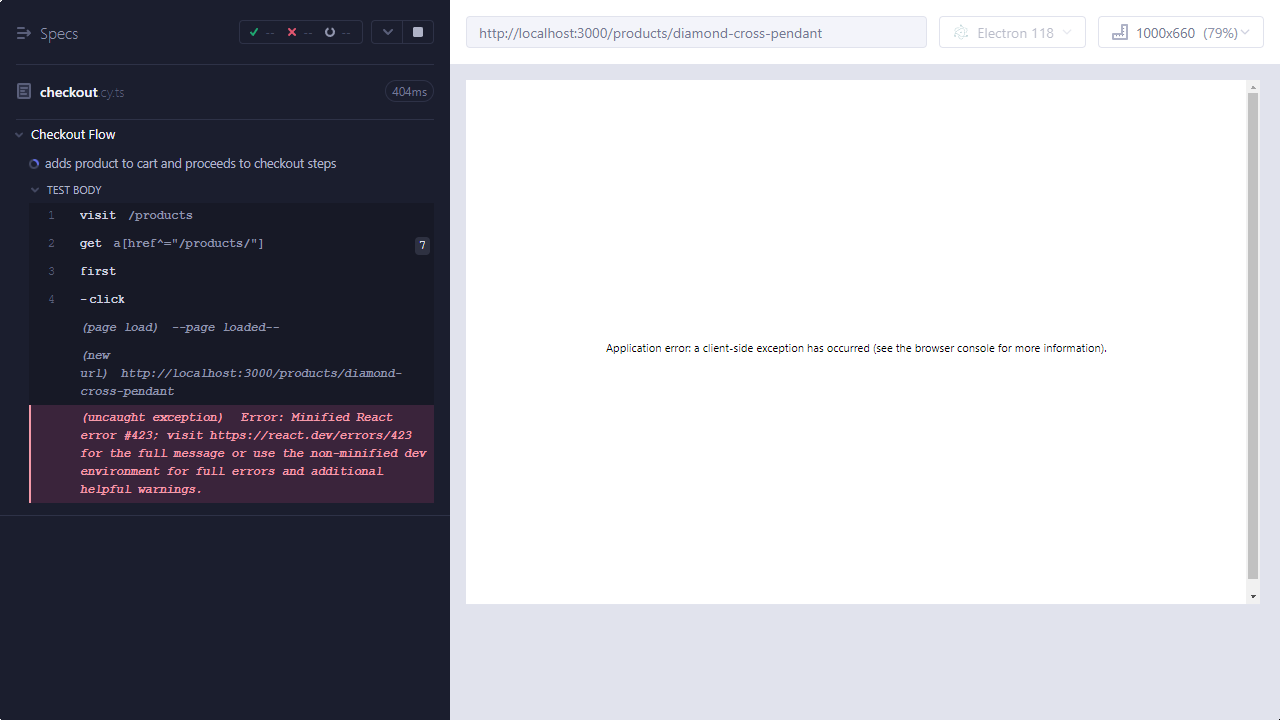 Specs
--
--
--
http://localhost:3000/products/diamond-cross-pendant
Electron 118
1000x660 (79%)
checkout.cy.ts
404ms
Checkout Flow
adds product to cart and proceeds to checkout steps
TEST BODY
1 visit /products
2 get a[href^="/products/"] 7
3 first
4 -click
(page load) --page loaded--
(new
url) http://localhost:3000/products/diamond-
cross-pendant
(uncaught exception) Error: Minified React
error #423; visit https://react.dev/errors/423
for the full message or use the non-minified dev
environment for full errors and additional
helpful warnings.
Application error: a client-side exception has occurred (see the browser console for more information).